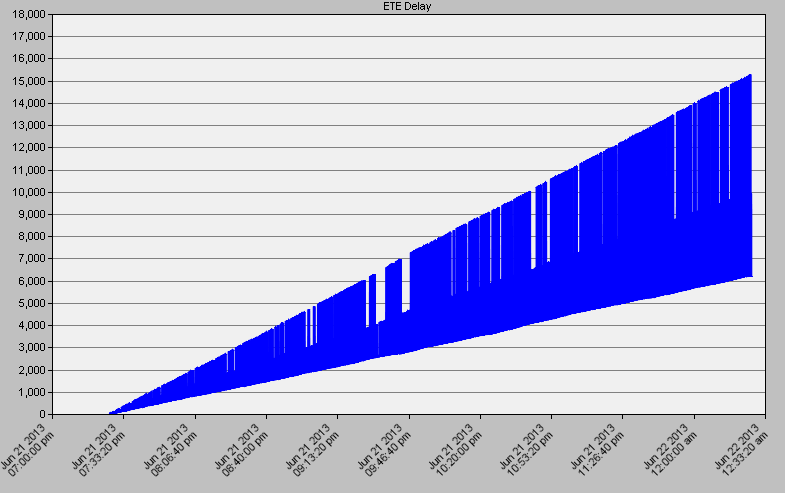 ETE Delay
18,000
17,000
16,000
15,000
14,000
13,000
12,000
11,000
10,000
9,000
8,000
7,000
6,000
5,000
4,000
3,000
2,000
1,000
0
Jun 21 2013
07:00:00 pm
Jun 21 2013
07:33:20 pm
Jun 21 2013
08:06:40 pm
Jun 21 2013
08:40:00 pm
Jun 21 2013
09:13:20 pm
Jun 21 2013
09:46:40 pm
Jun 21 2013
10:20:00 pm
Jun 21 2013
10:53:20 pm
Jun 21 2013
11:26:40 pm
Jun 22 2013
12:00:00 am
Jun 22 2013
12:33:20 am